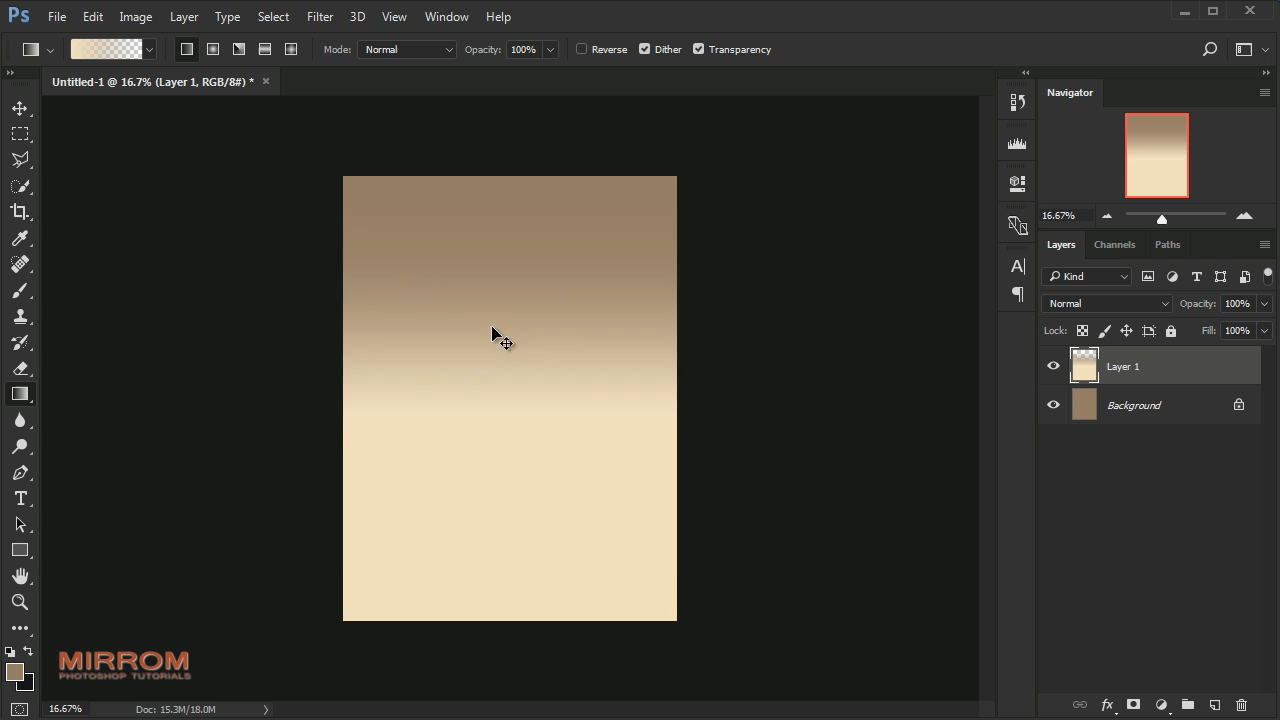 Ps File Edit Image Layer Type Select Filter 3D View Window Help
Mode: Normal Opacity: 100% Reverse Dither Transparency
Untitled-1 @ 16.7% (Layer 1, RGB/8#) *
Navigator
16.67%
Layers Channels Paths
Kind
Normal Opacity: 100%
Lock: Fill: 100%
Layer 1
Background
MIRROM
PHOTOSHOP TUTORIALS
16.67% Doc: 15.3M/18.0M
fx